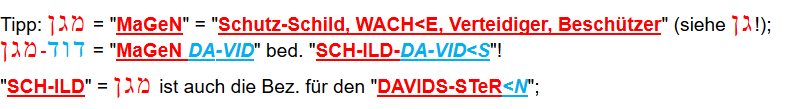 Tipp: מגן = "MaGeN" = "Schutz-Schild, WACH<E, Verteidiger, Beschützer" (siehe גן!);
מגן-דוד = "MaGeN DA-VID" bed. "SCH-ILD-DA-VID<S"!
"SCH-ILD" = מגן ist auch die Bez. für den "DAVIDS-STeR<N";